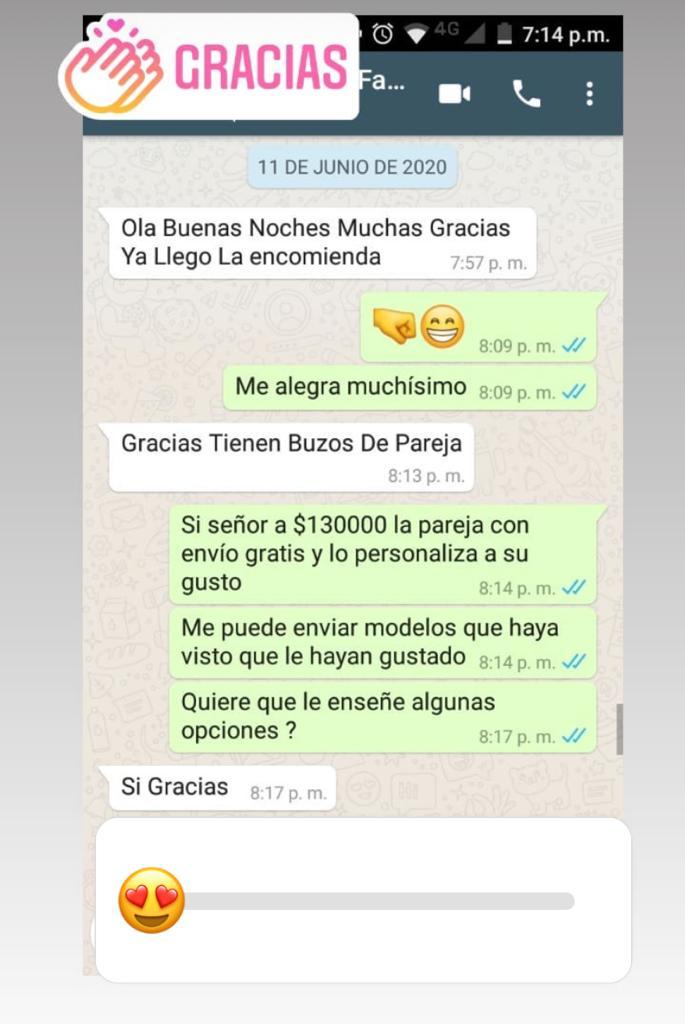 GRACIAS
4G 7:14 p.m.
Fa...
11 DE JUNIO DE 2020
Ola Buenas Noches Muchas Gracias
Ya Llego La encomienda 7:57 p. m.
8:09 p. m.
Me alegra muchísimo 8:09 p. m.
Gracias Tienen Buzos De Pareja
8:13 p. m.
Si señor a $130000 la pareja con
envío gratis y lo personaliza a su
gusto 8:14 p. m.
Me puede enviar modelos que haya
visto que le hayan gustado 8:14 p. m.
Quiere que le enseñe algunas
opciones ? 8:17 p. m.
Si Gracias 8:17 p. m.